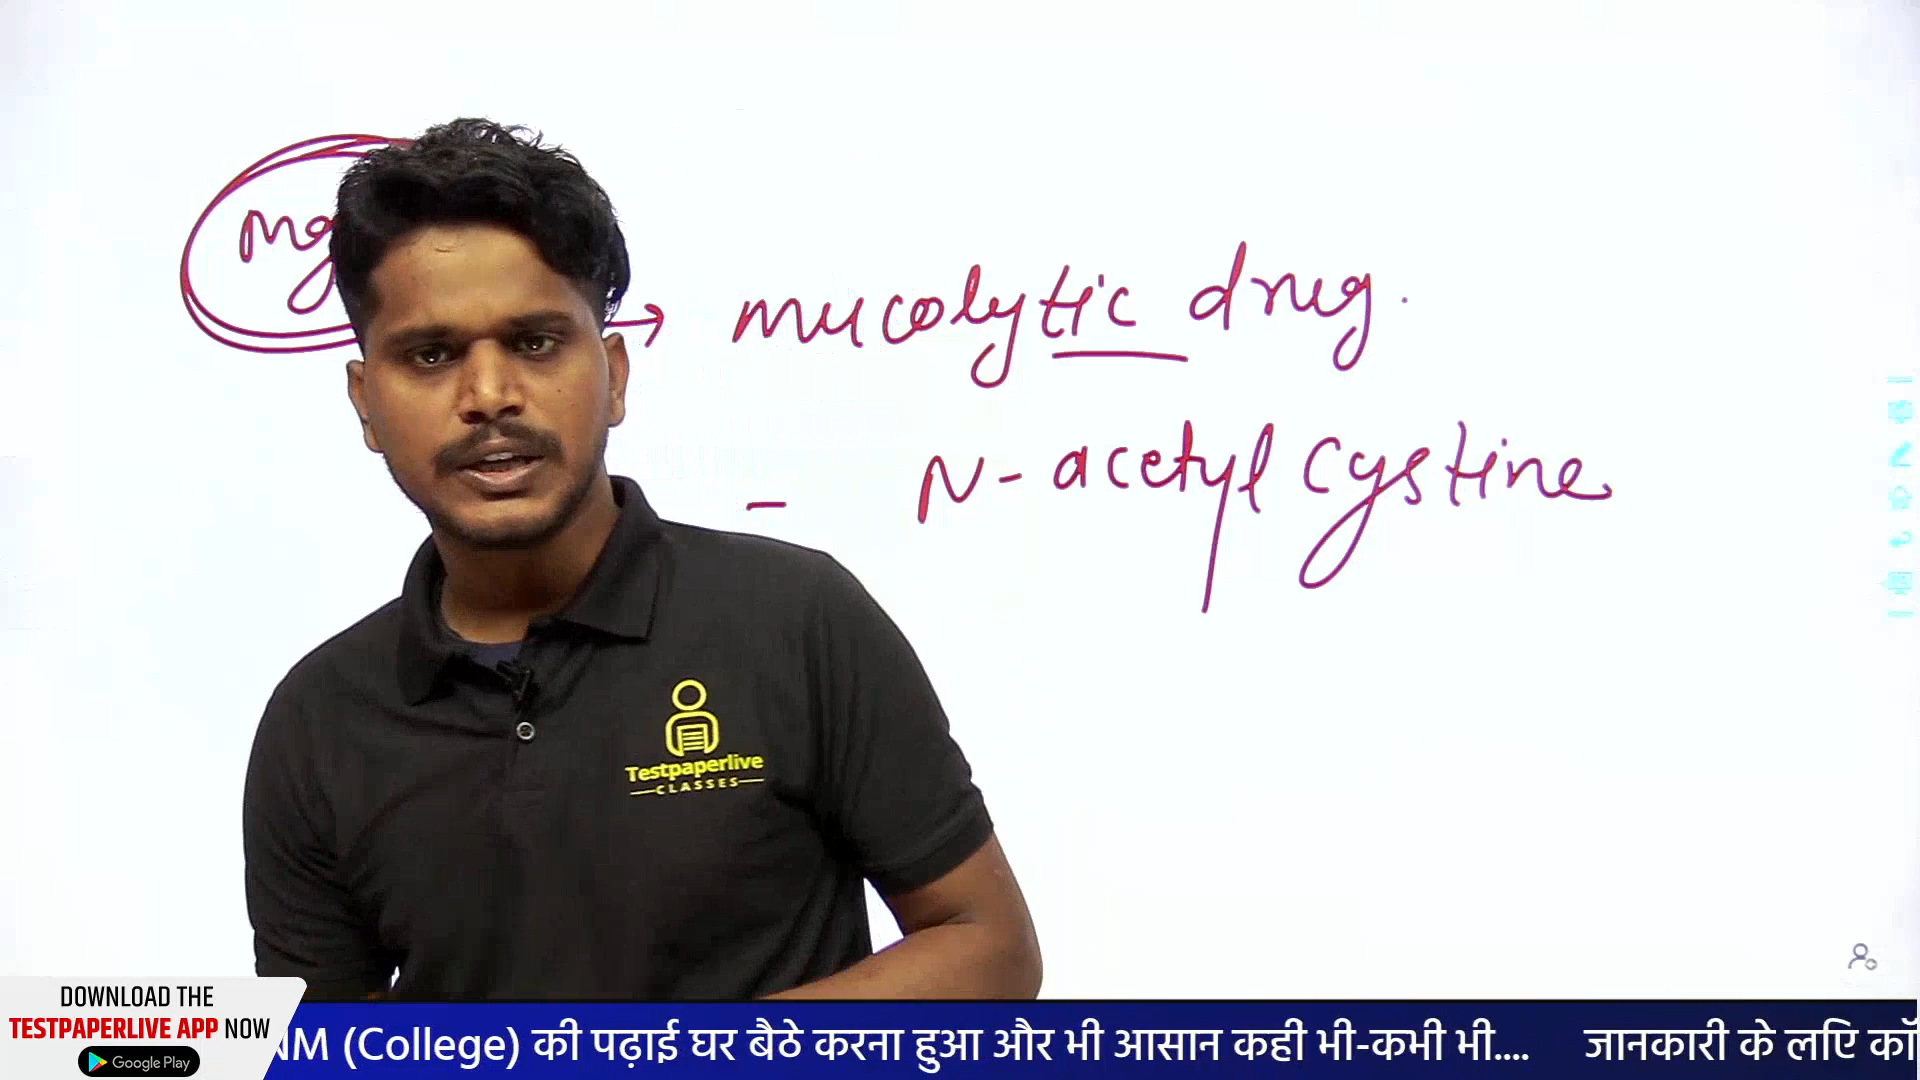 mucolytic drug.
- N-acetyl cystine
Testpaperlive
CLASSES
DOWNLOAD THE
TESTPAPERLIVE APP NOW
Google Play
NM (College) की पढ़ाई घर बैठे करना हुआ और भी आसान कही भी-कभी भी.... जानकारी के लिए कॉ